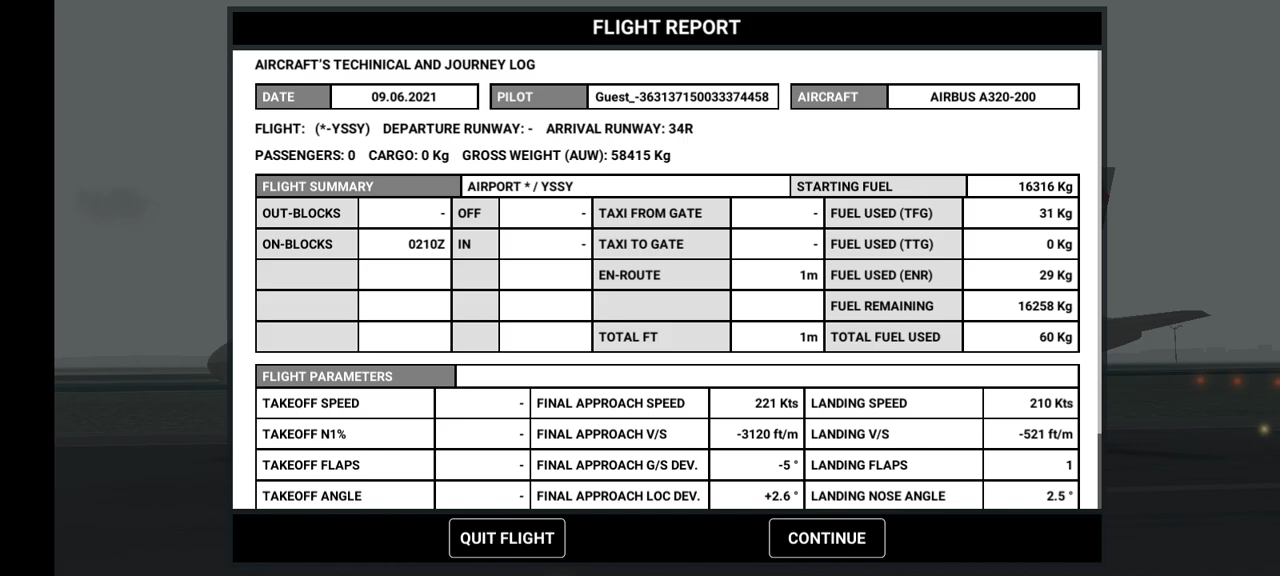 FLIGHT REPORT
AIRCRAFT'S TECHINICAL AND JOURNEY LOG
DATE 09.06.2021 PILOT Guest_-363137150033374458 AIRCRAFT AIRBUS A320-200
FLIGHT: (*-YSSY) DEPARTURE RUNWAY: - ARRIVAL RUNWAY: 34R
PASSENGERS: 0 CARGO: 0 Kg GROSS WEIGHT (AUW): 58415 Kg
FLIGHT SUMMARY AIRPORT * / YSSY STARTING FUEL 16316 Kg
OUT-BLOCKS - OFF - TAXI FROM GATE - FUEL USED (TFG) 31 Kg
ON-BLOCKS 0210Z IN - TAXI TO GATE - FUEL USED (TTG) 0 Kg
EN-ROUTE 1m FUEL USED (ENR) 29 Kg
FUEL REMAINING 16258 Kg
TOTAL FT 1m TOTAL FUEL USED 60 Kg
FLIGHT PARAMETERS
TAKEOFF SPEED - FINAL APPROACH SPEED 221 Kts LANDING SPEED 210 Kts
TAKEOFF N1% - FINAL APPROACH V/S -3120 ft/m LANDING V/S -521 ft/m
TAKEOFF FLAPS - FINAL APPROACH G/S DEV. -5 ° LANDING FLAPS 1
TAKEOFF ANGLE - FINAL APPROACH LOC DEV. +2.6 ° LANDING NOSE ANGLE 2.5 °
QUIT FLIGHT CONTINUE